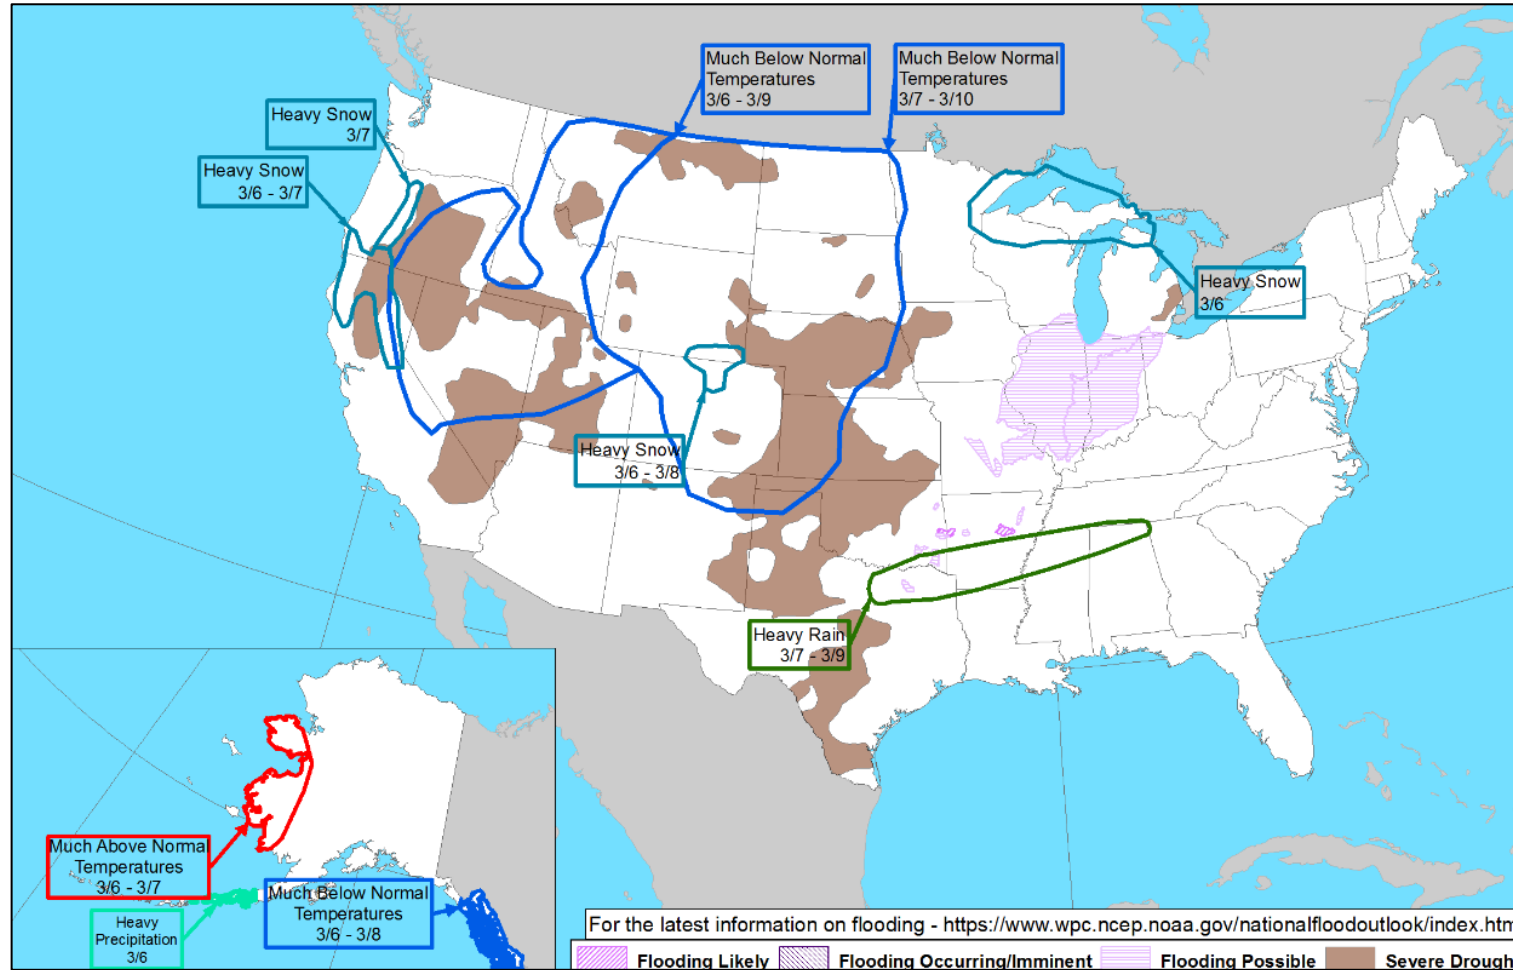 Much Below Normal
Temperatures
3/6 - 3/9
Much Below Normal
Temperatures
3/7 - 3/10
Heavy Snow
3/7
Heavy Snow
3/6 - 3/7
Heavy Snow
3/6
Heavy Snow
3/6 - 3/8
Heavy Rain
3/7 - 3/9
Much Above Normal
Temperatures
3/6 - 3/7
Heavy
Precipitation
3/6
Much Below Normal
Temperatures
3/6 - 3/8
For the latest information on flooding - https://www.wpc.ncep.noaa.gov/nationalfloodoutlook/index.htm
Flooding Likely
Flooding Occurring/Imminent
Flooding Possible
Severe Drough